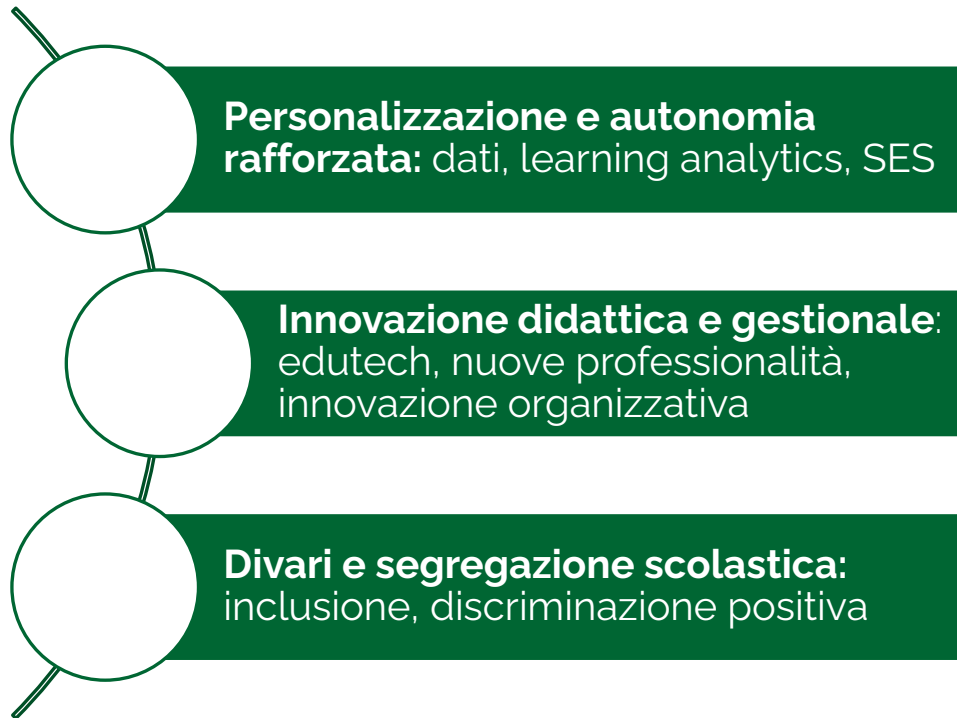 Personalizzazione e autonomia
rafforzata: dati, learning analytics, SES
Innovazione didattica e gestionale:
edutech, nuove professionalità,
innovazione organizzativa
Divari e segregazione scolastica:
inclusione, discriminazione positiva